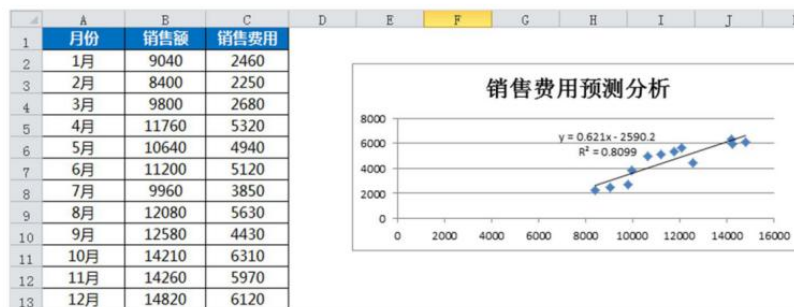 A B C D E F G H I J
1 月份 销售额 销售费用
2 1月 9040 2460
3 2月 8400 2250
4 3月 9800 2680
5 4月 11760 5320
6 5月 10640 4940
7 6月 11200 5120
8 7月 9960 3850
9 8月 12080 5630
10 9月 12580 4430
11 10月 14210 6310
12 11月 14260 5970
13 12月 14820 6120
销售费用预测分析
8000
6000
4000
2000
0
y = 0.621x - 2590.2
R² = 0.8099
0 2000 4000 6000 8000 10000 12000 14000 16000